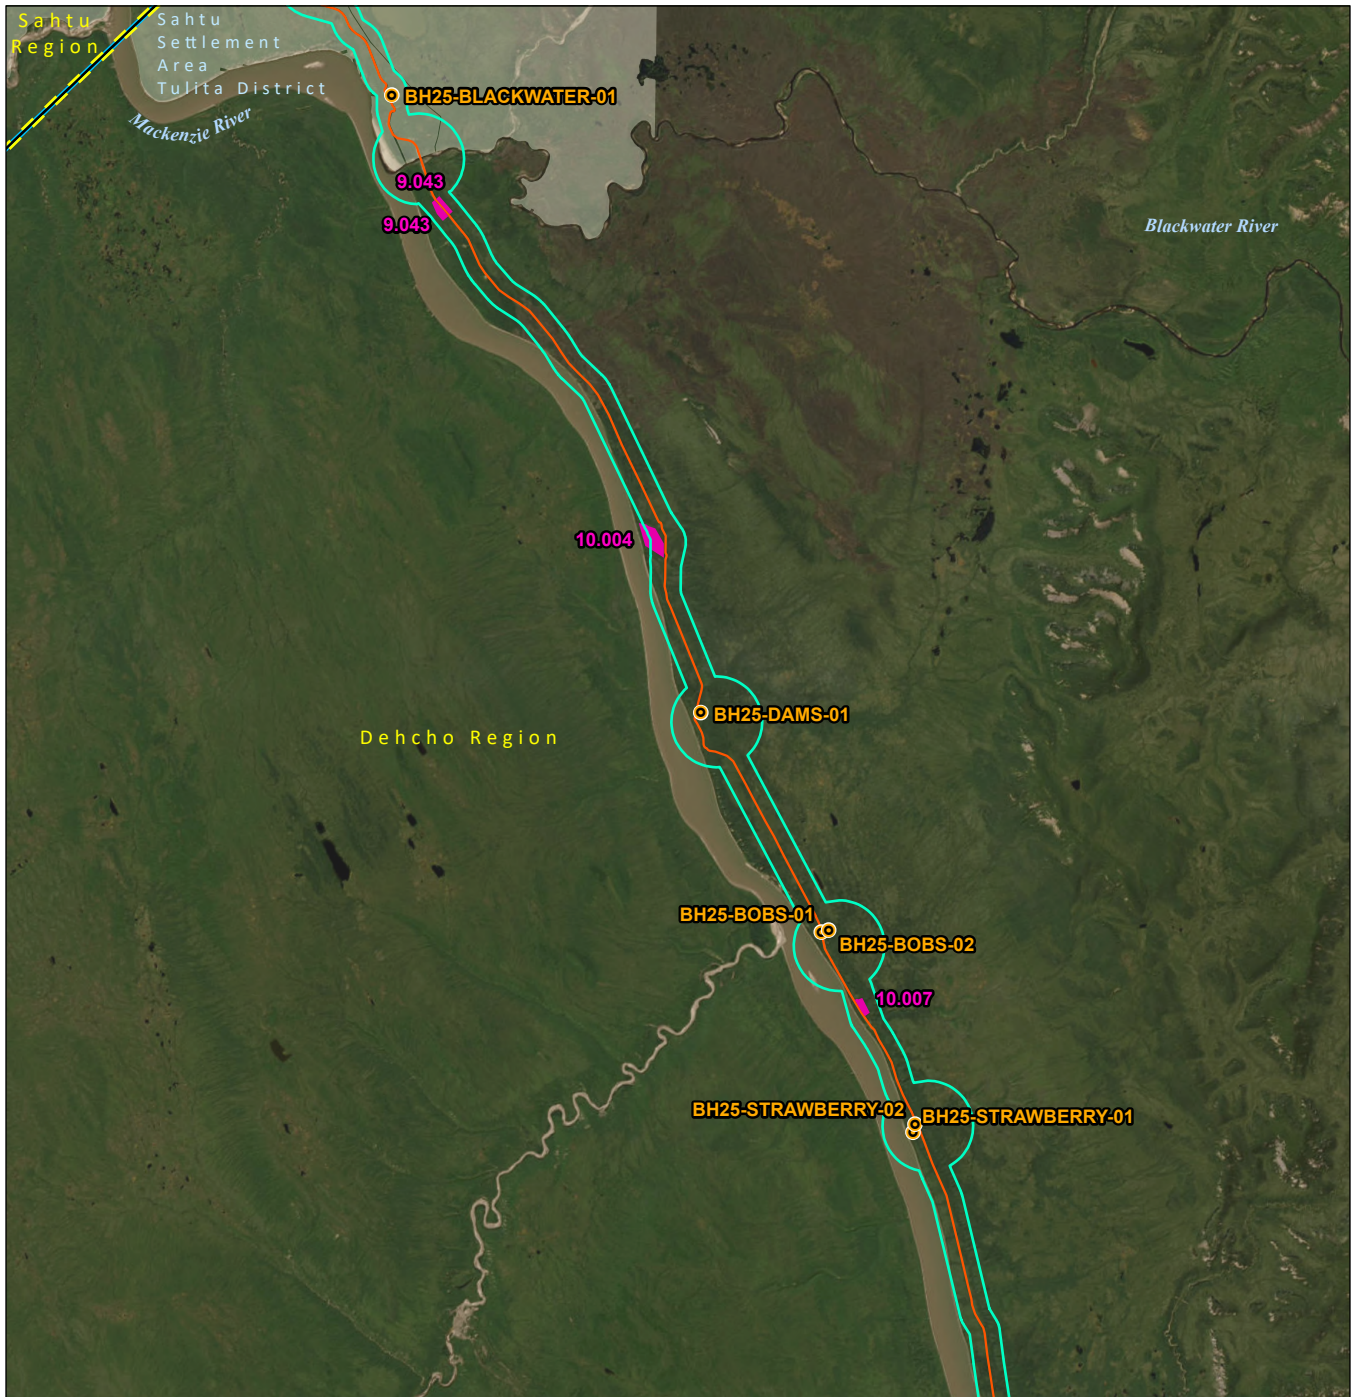 Sahtu
Region
Sahtu
Settlement
Area
Tulita District
Mackenzie River
BH25-BLACKWATER-01
9.043
9.043
Blackwater River
10.004
BH25-DAMS-01
Dehcho Region
BH25-BOBS-01
BH25-BOBS-02
10.007
BH25-STRAWBERRY-02
BH25-STRAWBERRY-01